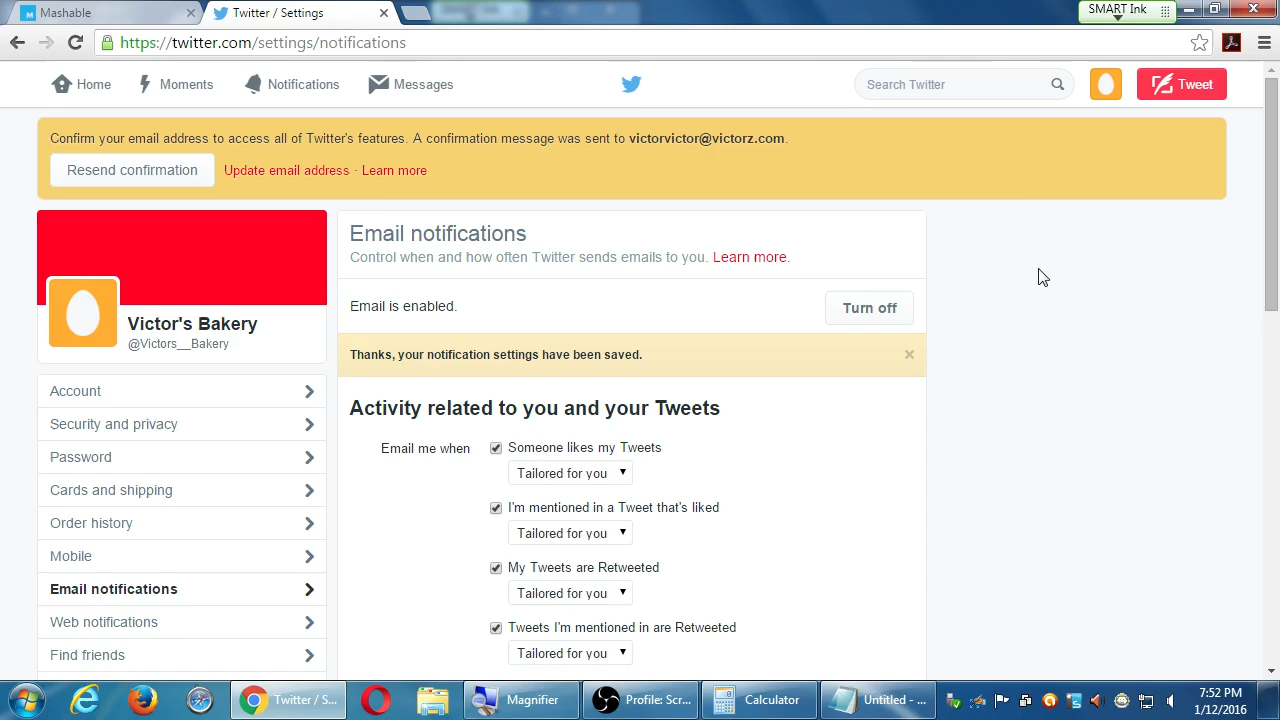 Mashable
Twitter / Settings
SMART Ink
https://twitter.com/settings/notifications
Home
Moments
Notifications
Messages
Search Twitter
Tweet
Confirm your email address to access all of Twitter's features. A confirmation message was sent to victorvictor@victorz.com.
Resend confirmation
Update email address · Learn more
Victor's Bakery
@Victors__Bakery
Account
Security and privacy
Password
Cards and shipping
Order history
Mobile
Email notifications
Web notifications
Find friends
Email notifications
Control when and how often Twitter sends emails to you. Learn more.
Email is enabled.
Turn off
Thanks, your notification settings have been saved.
Activity related to you and your Tweets
Email me when
Someone likes my Tweets
Tailored for you
I'm mentioned in a Tweet that's liked
Tailored for you
My Tweets are Retweeted
Tailored for you
Tweets I'm mentioned in are Retweeted
Tailored for you
Twitter / S...
Magnifier
Profile: Scr...
Calculator
Untitled - ...
7:52 PM
1/12/2016